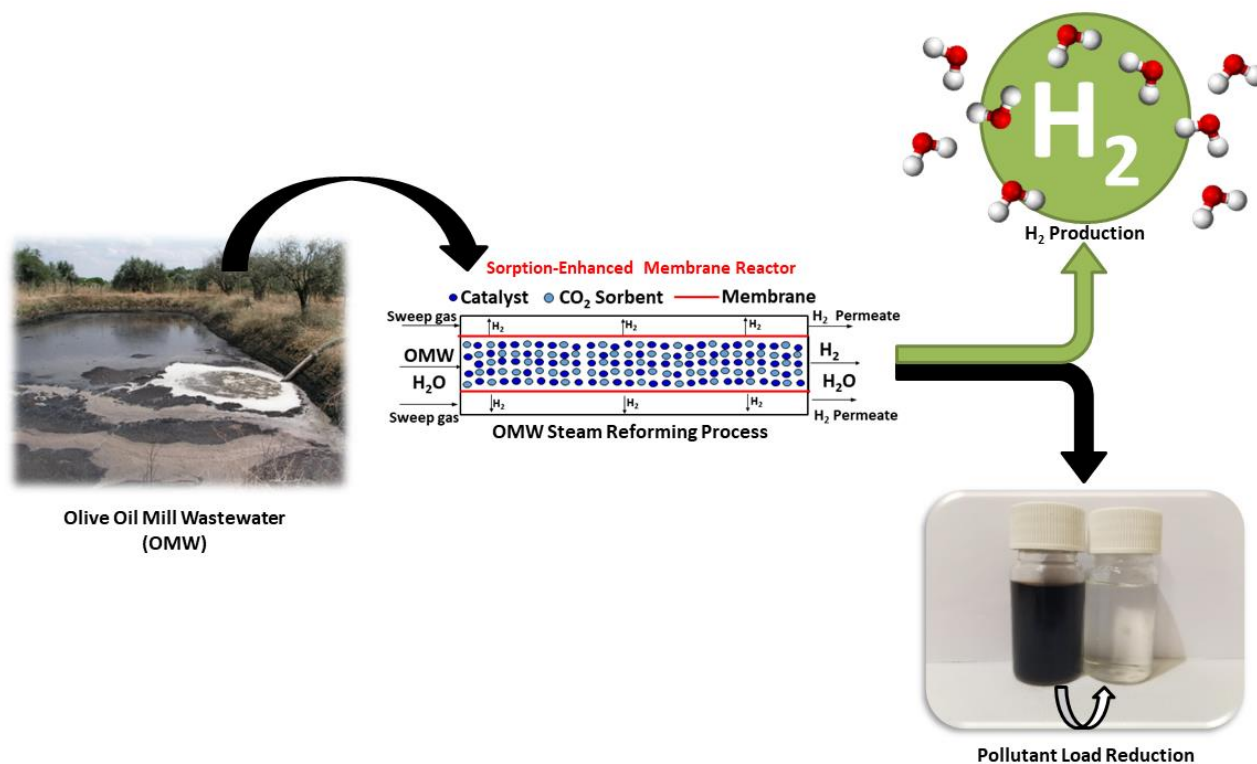 H2
H2 Production
Sorption-Enhanced Membrane Reactor
Catalyst CO2 Sorbent Membrane
Sweep gas H2 H2 H2 H2 Permeate
OMW H2
H2O H2O
Sweep gas H2 H2 H2 H2 Permeate
OMW Steam Reforming Process
Olive Oil Mill Wastewater
(OMW)
Pollutant Load Reduction